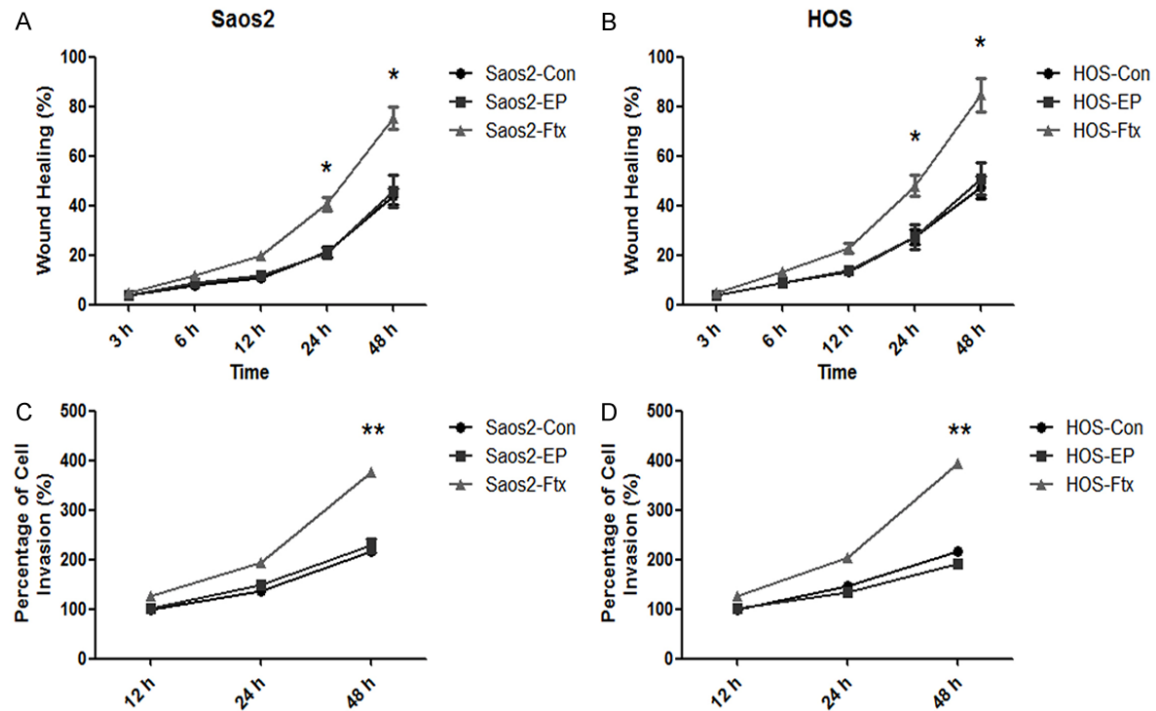 A
Saos2
Wound Healing (%)
100
80
60
40
20
0
*
*
3 h
6 h
12 h
24 h
48 h
Time
Saos2-Con
Saos2-EP
Saos2-Ftx
B
HOS
Wound Healing (%)
100
80
60
40
20
0
*
*
3 h
6 h
12 h
24 h
48 h
Time
HOS-Con
HOS-EP
HOS-Ftx
C
Percentage of Cell
Invasion (%)
500
400
300
200
100
0
**
12 h
24 h
48 h
Saos2-Con
Saos2-EP
Saos2-Ftx
D
Percentage of Cell
Invasion (%)
500
400
300
200
100
0
**
12 h
24 h
48 h
HOS-Con
HOS-EP
HOS-Ftx